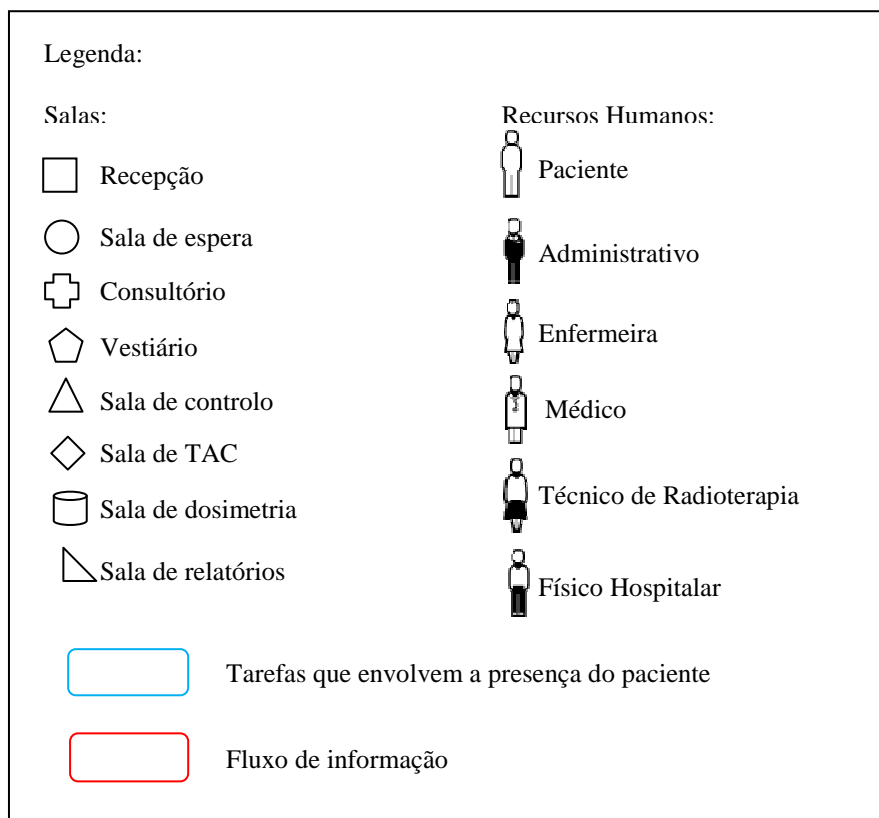 Legenda:
Salas:
Recepção
Sala de espera
Consultório
Vestiário
Sala de controlo
Sala de TAC
Sala de dosimetria
Sala de relatórios
Recursos Humanos:
Paciente
Administrativo
Enfermeira
Médico
Técnico de Radioterapia
Físico Hospitalar
Tarefas que envolvem a presença do paciente
Fluxo de informação